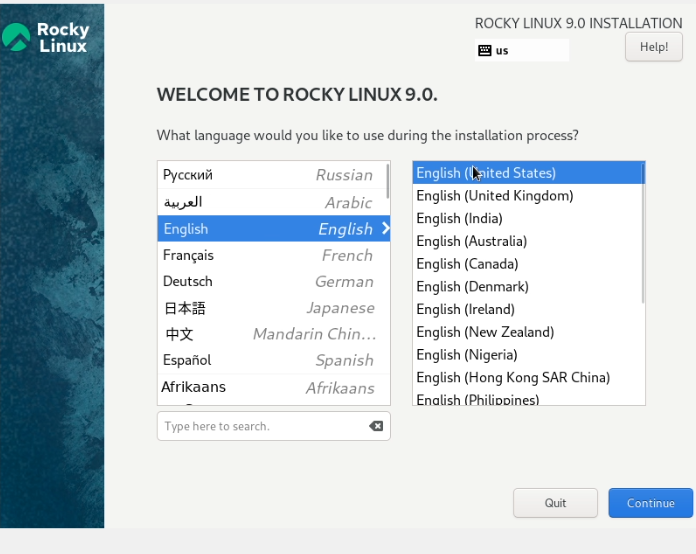 Rocky
Linux
ROCKY LINUX 9.0 INSTALLATION
us
Help!
WELCOME TO ROCKY LINUX 9.0.
What language would you like to use during the installation process?
Русский Russian
العربية Arabic
English English
Français French
Deutsch German
日本語 Japanese
中文 Mandarin Chin...
Español Spanish
Afrikaans Afrikaans
English (United States)
English (United Kingdom)
English (India)
English (Australia)
English (Canada)
English (Denmark)
English (Ireland)
English (New Zealand)
English (Nigeria)
English (Hong Kong SAR China)
English (Philippines)
Type here to search.
Quit
Continue